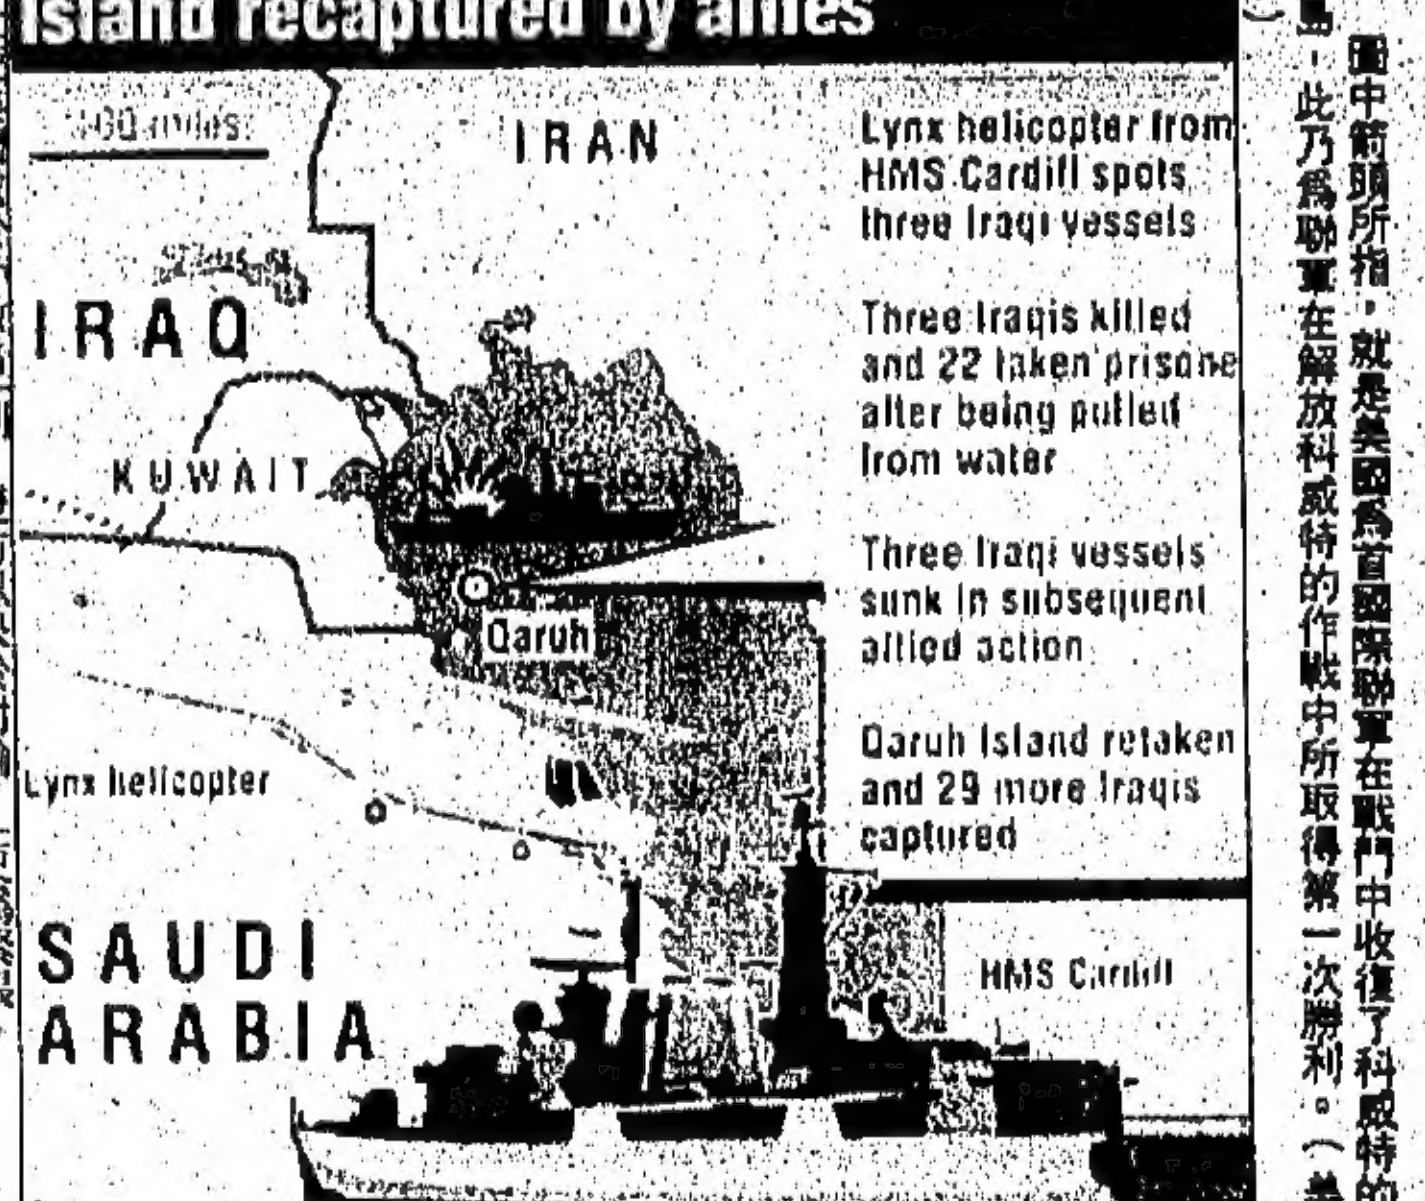 Island recaptured by allies
100 miles
IRAN
IRAQ
KUWAIT
Qaruh
Lynx helicopter
SAUDI
ARABIA
HMS Cardiff
Lynx helicopter from
HMS Cardiff spots
three Iraqi vessels
Three Iraqis killed
and 22 taken prisone
after being pulled
from water
Three Iraqi vessels
sunk in subsequent
allied action
Qaruh Island retaken
and 29 more Iraqis
captured
圖中箭頭所指，就是美國為首國際聯軍在戰鬥中收復了科威特的
島，此乃為聯軍在解放科威特的作戰中所取得第一次勝利。（美